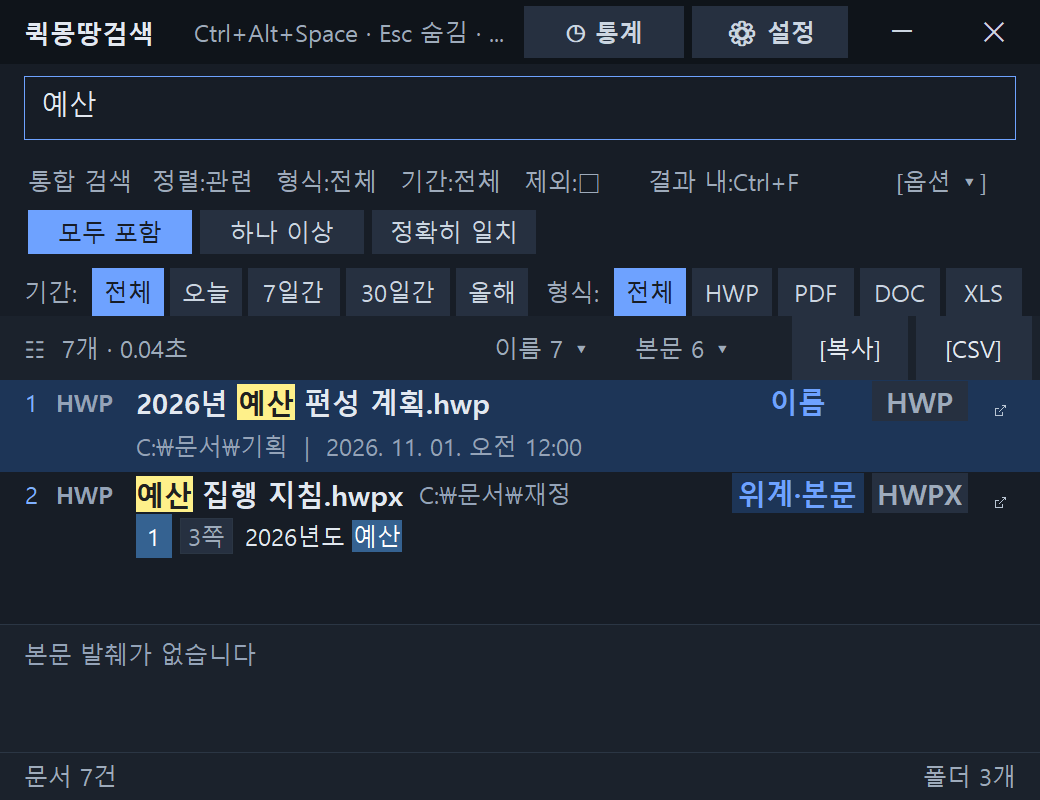 퀵몽땅검색 Ctrl+Alt+Space · Esc 숨김 · ... 통계 설정
예산
통합 검색 정렬:관련 형식:전체 기간:전체 제외:□ 결과 내:Ctrl+F [옵션 ▼]
모두 포함 하나 이상 정확히 일치
기간: 전체 오늘 7일간 30일간 올해 형식: 전체 HWP PDF DOC XLS
7개 · 0.04초 이름 7 ▼ 본문 6 ▼ [복사] [CSV]
1 HWP 2026년 예산 편성 계획.hwp 이름 HWP
C:₩문서₩기획 | 2026. 11. 01. 오전 12:00
2 HWP 예산 집행 지침.hwpx C:₩문서₩재정 위계·본문 HWPX
1 3쪽 2026년도 예산
본문 발췌가 없습니다
문서 7건 폴더 3개